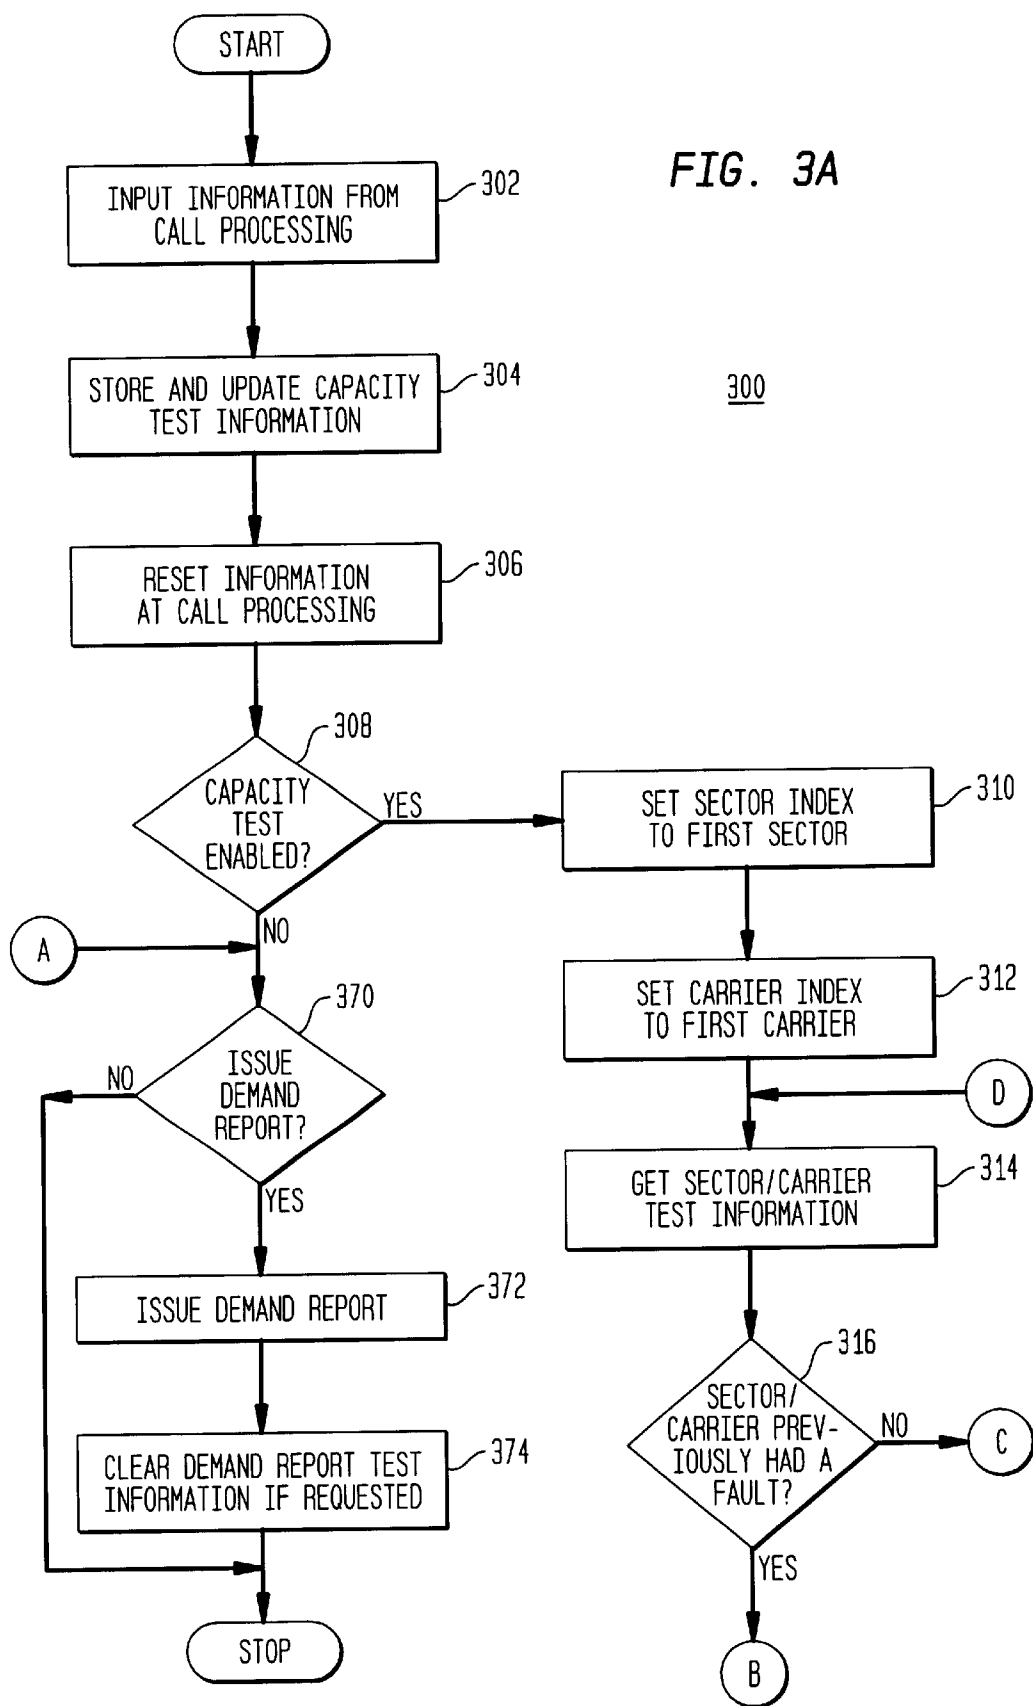 START
FIG. 3A
INPUT INFORMATION FROM
CALL PROCESSING
302
STORE AND UPDATE CAPACITY
TEST INFORMATION
304
300
RESET INFORMATION
AT CALL PROCESSING
306
CAPACITY
TEST
ENABLED?
308
YES
NO
SET SECTOR INDEX
TO FIRST SECTOR
310
A
SET CARRIER INDEX
TO FIRST CARRIER
312
ISSUE
DEMAND
REPORT?
370
NO
YES
D
GET SECTOR/CARRIER
TEST INFORMATION
314
ISSUE DEMAND REPORT
372
SECTOR/
CARRIER PREV-
IOUSLY HAD A
FAULT?
316
NO
C
YES
CLEAR DEMAND REPORT TEST
INFORMATION IF REQUESTED
374
STOP
B